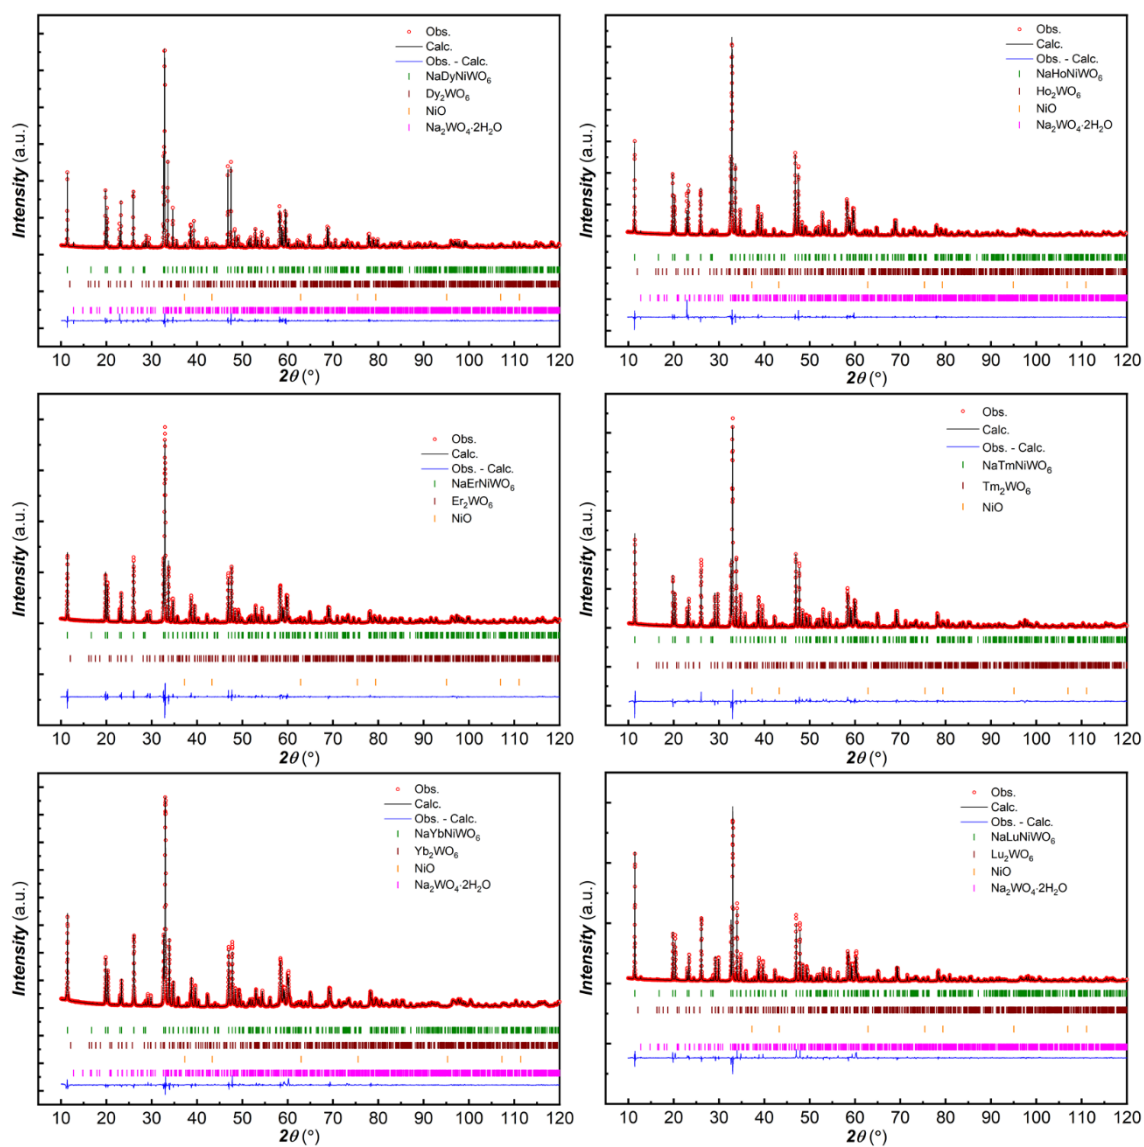 Intensity (a.u.)
Obs.
Calc.
Obs. - Calc.
NaDyNiWO₆
Dy₂WO₆
NiO
Na₂WO₄·2H₂O
10 20 30 40 50 60 70 80 90 100 110 120
2θ (°)
Intensity (a.u.)
Obs.
Calc.
Obs. - Calc.
NaHoNiWO₆
Ho₂WO₆
NiO
Na₂WO₄·2H₂O
10 20 30 40 50 60 70 80 90 100 110 120
2θ (°)
Intensity (a.u.)
Obs.
Calc.
Obs. - Calc.
NaErNiWO₆
Er₂WO₆
NiO
10 20 30 40 50 60 70 80 90 100 110 120
2θ (°)
Intensity (a.u.)
Obs.
Calc.
Obs. - Calc.
NaTmNiWO₆
Tm₂WO₆
NiO
10 20 30 40 50 60 70 80 90 100 110 120
2θ (°)
Intensity (a.u.)
Obs.
Calc.
Obs. - Calc.
NaYbNiWO₆
Yb₂WO₆
NiO
Na₂WO₄·2H₂O
10 20 30 40 50 60 70 80 90 100 110 120
2θ (°)
Intensity (a.u.)
Obs.
Calc.
Obs. - Calc.
NaLuNiWO₆
Lu₂WO₆
NiO
Na₂WO₄·2H₂O
10 20 30 40 50 60 70 80 90 100 110 120
2θ (°)